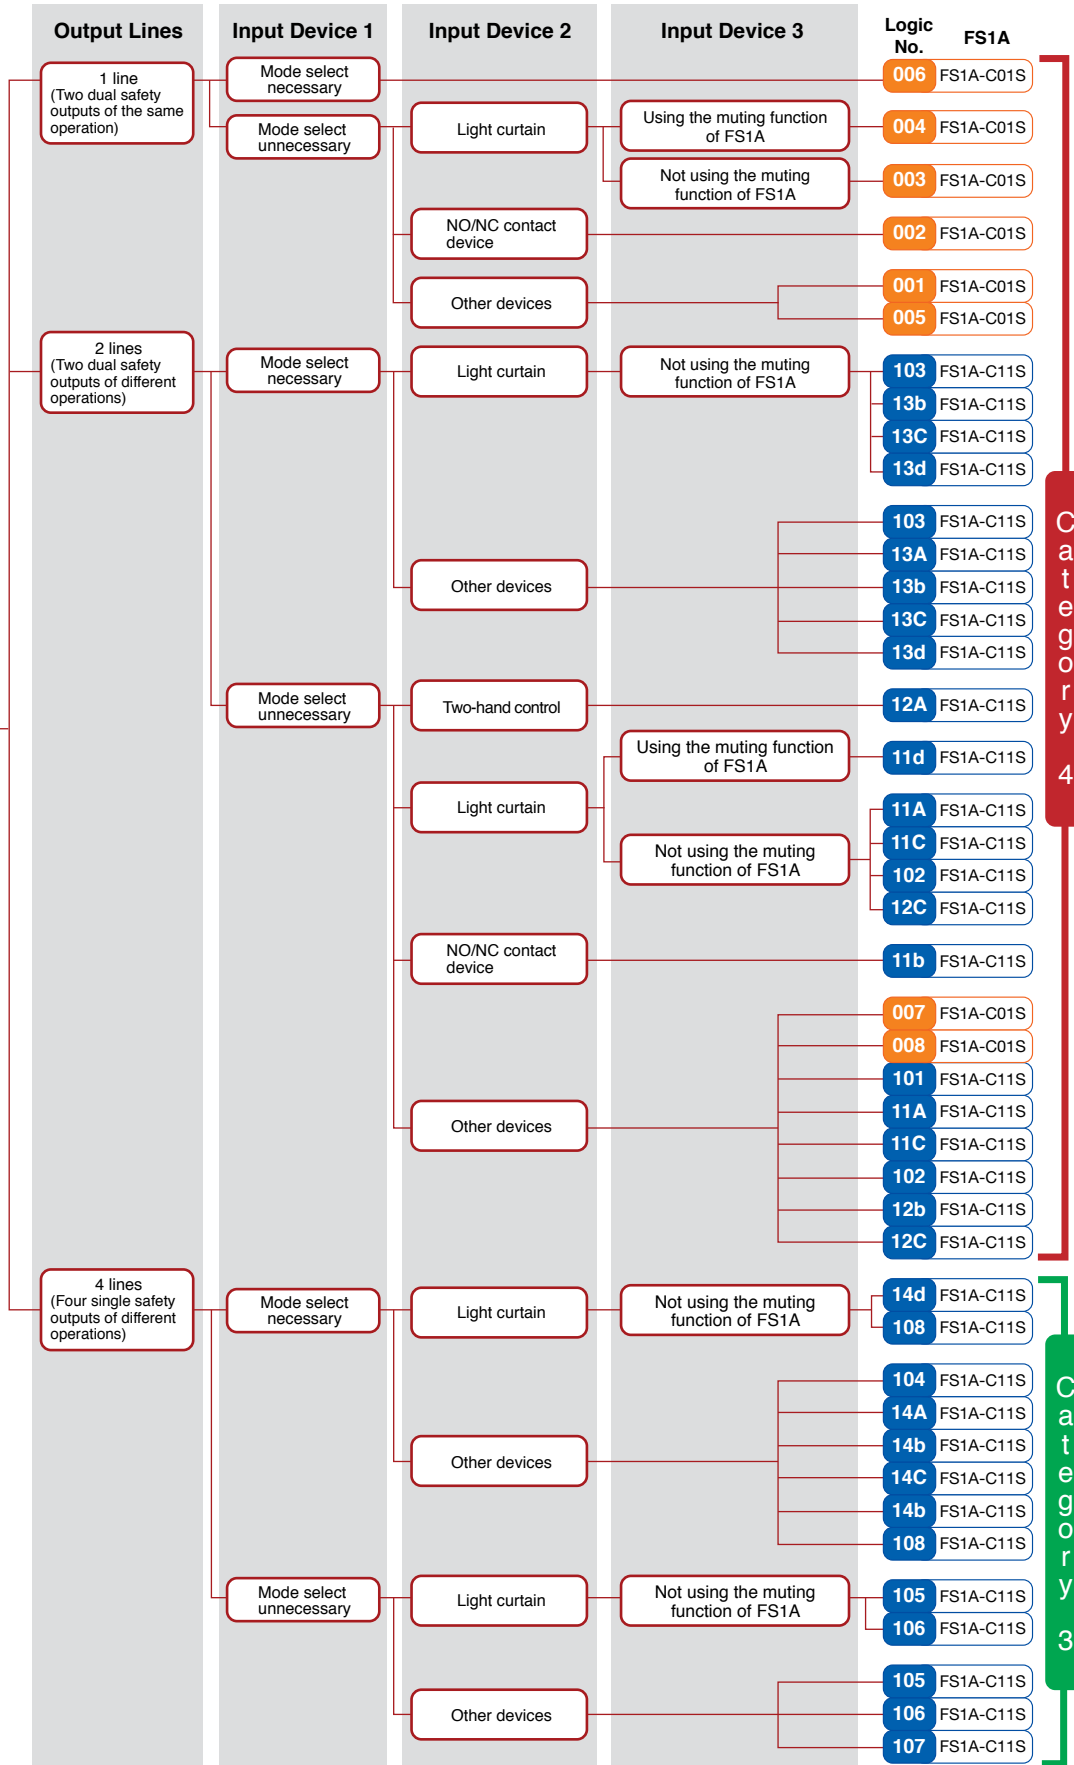 Output Lines
Input Device 1
Input Device 2
Input Device 3
Logic
No.
FS1A
1 line
(Two dual safety
outputs of the same
operation)
Mode select
necessary
006 FS1A-C01S
Mode select
unnecessary
Light curtain
Using the muting function
of FS1A
004 FS1A-C01S
Not using the muting
function of FS1A
003 FS1A-C01S
NO/NC contact
device
002 FS1A-C01S
Other devices
001 FS1A-C01S
005 FS1A-C01S
2 lines
(Two dual safety
outputs of different
operations)
Mode select
necessary
Light curtain
Not using the muting
function of FS1A
103 FS1A-C11S
13b FS1A-C11S
13C FS1A-C11S
13d FS1A-C11S
Other devices
103 FS1A-C11S
13A FS1A-C11S
13b FS1A-C11S
13C FS1A-C11S
13d FS1A-C11S
Mode select
unnecessary
Two-hand control
12A FS1A-C11S
Light curtain
Using the muting function
of FS1A
11d FS1A-C11S
Not using the muting
function of FS1A
11A FS1A-C11S
11C FS1A-C11S
102 FS1A-C11S
12C FS1A-C11S
NO/NC contact
device
11b FS1A-C11S
Other devices
007 FS1A-C01S
008 FS1A-C01S
101 FS1A-C11S
11A FS1A-C11S
11C FS1A-C11S
102 FS1A-C11S
12b FS1A-C11S
12C FS1A-C11S
Category 4
4 lines
(Four single safety
outputs of different
operations)
Mode select
necessary
Light curtain
Not using the muting
function of FS1A
14d FS1A-C11S
108 FS1A-C11S
Other devices
104 FS1A-C11S
14A FS1A-C11S
14b FS1A-C11S
14C FS1A-C11S
14b FS1A-C11S
108 FS1A-C11S
Mode select
unnecessary
Light curtain
Not using the muting
function of FS1A
105 FS1A-C11S
106 FS1A-C11S
Other devices
105 FS1A-C11S
106 FS1A-C11S
107 FS1A-C11S
Category 3